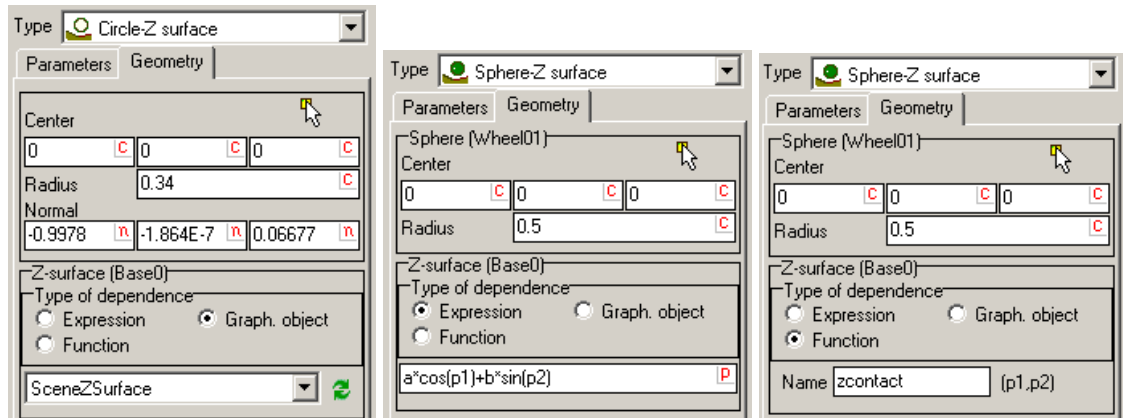 Type Circle-Z surface
Parameters Geometry
Center
0 C 0 C 0 C
Radius 0.34 C
Normal
-0.9978 n -1.864E-7 n 0.06677 n
Z-surface (Base0)
Type of dependence
Expression Graph. object
Function
SceneZSurface
Type Sphere-Z surface
Parameters Geometry
Sphere (Wheel01)
Center
0 C 0 C 0 C
Radius 0.5 C
Z-surface (Base0)
Type of dependence
Expression Graph. object
Function
a*cos(p1)+b*sin(p2) P
Type Sphere-Z surface
Parameters Geometry
Sphere (Wheel01)
Center
0 C 0 C 0 C
Radius 0.5 C
Z-surface (Base0)
Type of dependence
Expression Graph. object
Function
Name zcontact (p1,p2)